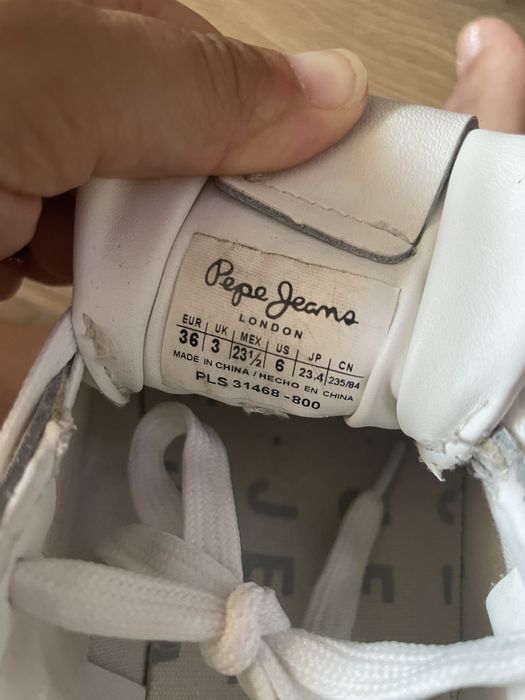 Pepe Jeans
LONDON
EUR UK MEX US JP CN
36 3 23½ 6 23.4 235/84
MADE IN CHINA / HECHO EN CHINA
PLS 31468-800
J
E